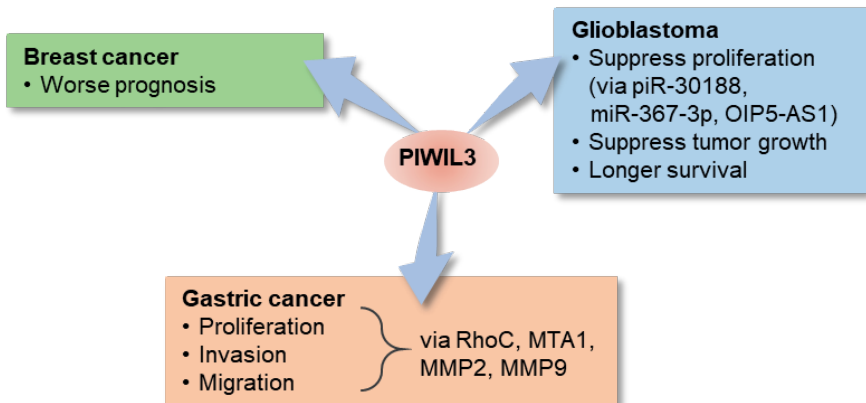 Breast cancer
• Worse prognosis
Glioblastoma
• Suppress proliferation
(via piR-30188,
miR-367-3p, OIP5-AS1)
• Suppress tumor growth
• Longer survival
PIWIL3
Gastric cancer
• Proliferation
• Invasion
• Migration
via RhoC, MTA1,
MMP2, MMP9